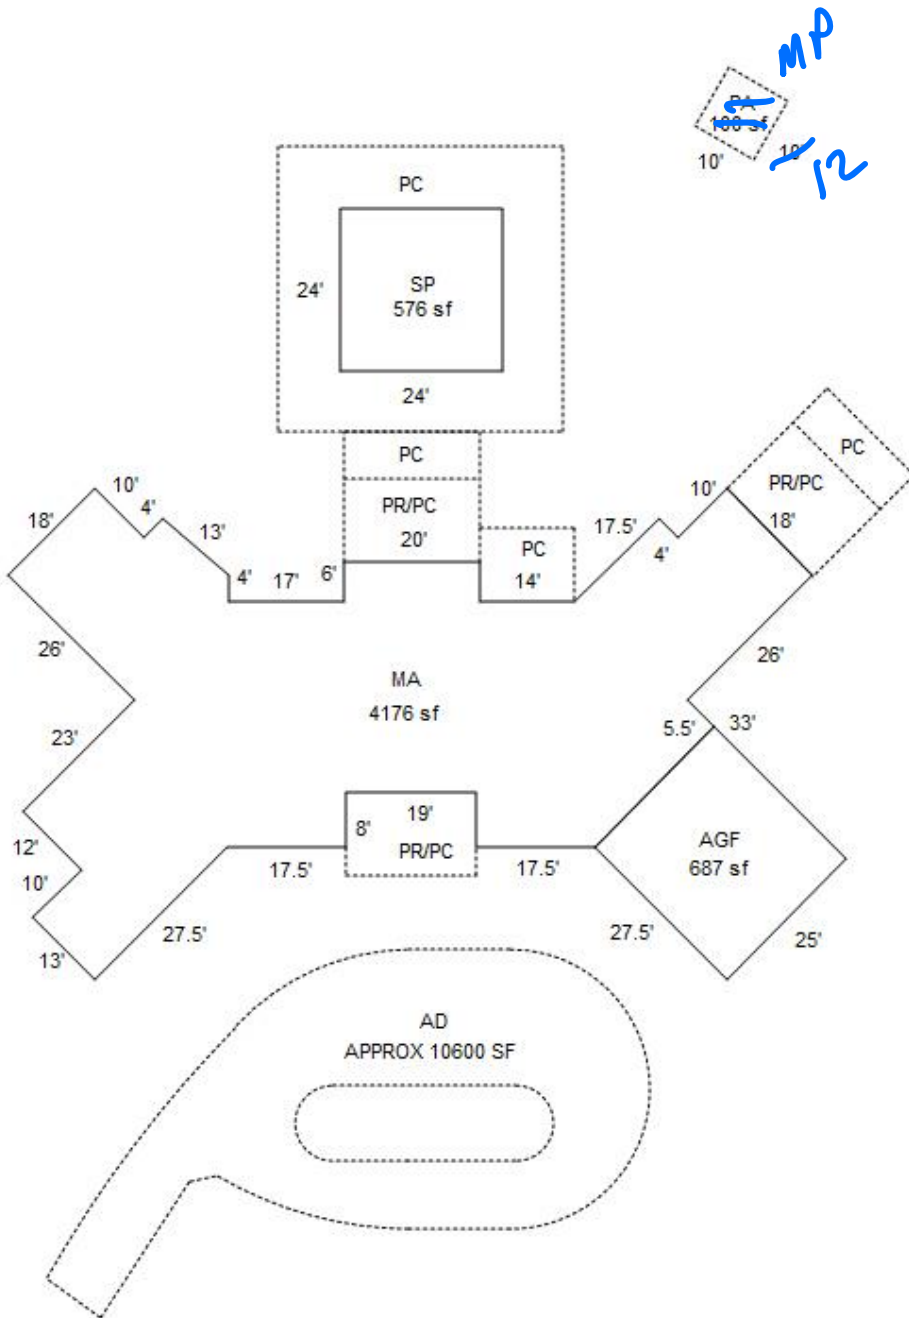 MP
PA
100 sf
10'
10'
12
PC
24'
SP
576 sf
24'
PC
PR/PC
20'
PC
14'
10'
4'
18'
13'
4'
17'
6'
17.5'
10'
4'
18'
PR/PC
PC
26'
26'
MA
4176 sf
23'
5.5'
33'
12'
10'
13'
27.5'
17.5'
8'
19'
PR/PC
17.5'
AGF
687 sf
27.5'
25'
AD
APPROX 10600 SF